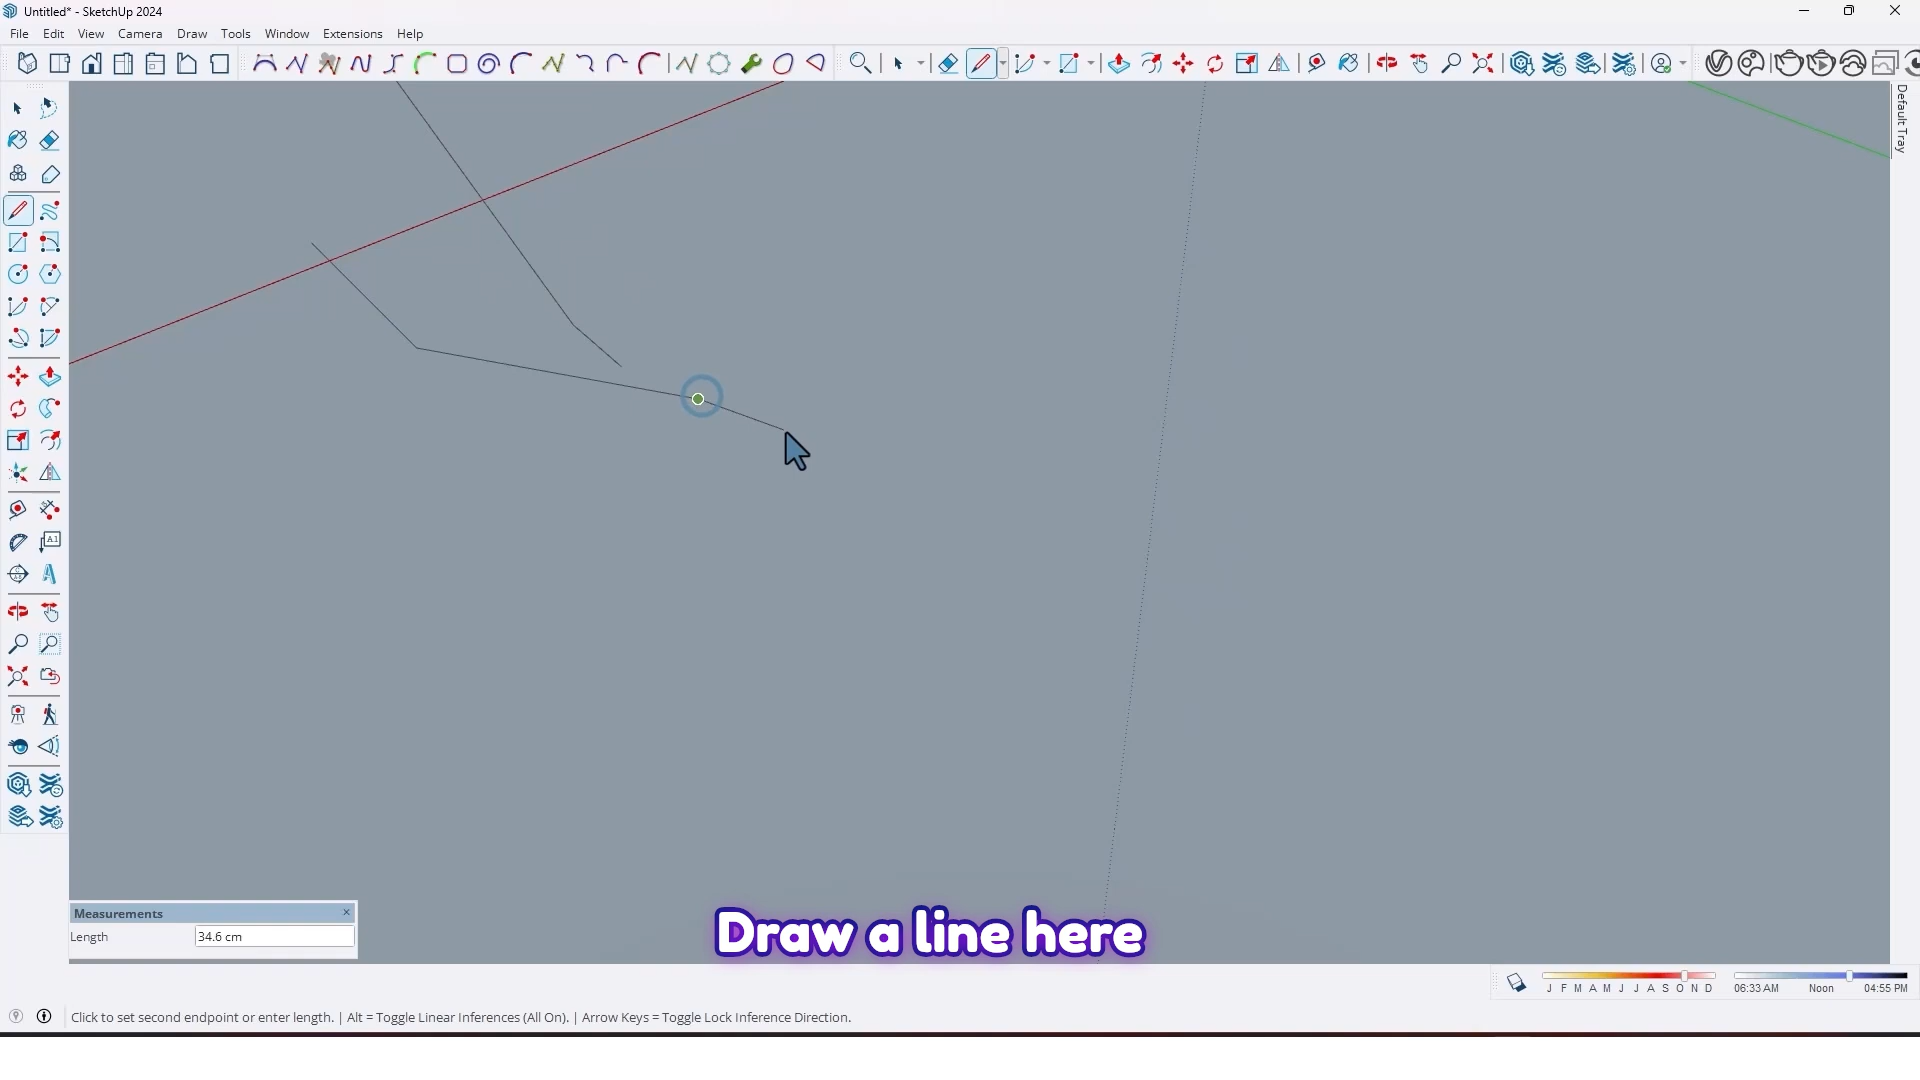 Untitled* - SketchUp 2024
File Edit View Camera Draw Tools Window Extensions Help
Default Tray
A1
Measurements
Length 34.6 cm
Draw a line here
J F M A M J J A S O N D 06:33 AM Noon 04:55 PM
Click to set second endpoint or enter length. | Alt = Toggle Linear Inferences (All On). | Arrow Keys = Toggle Lock Inference Direction.